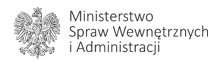 Ministerstwo
Spraw Wewnętrznych
i Administracji